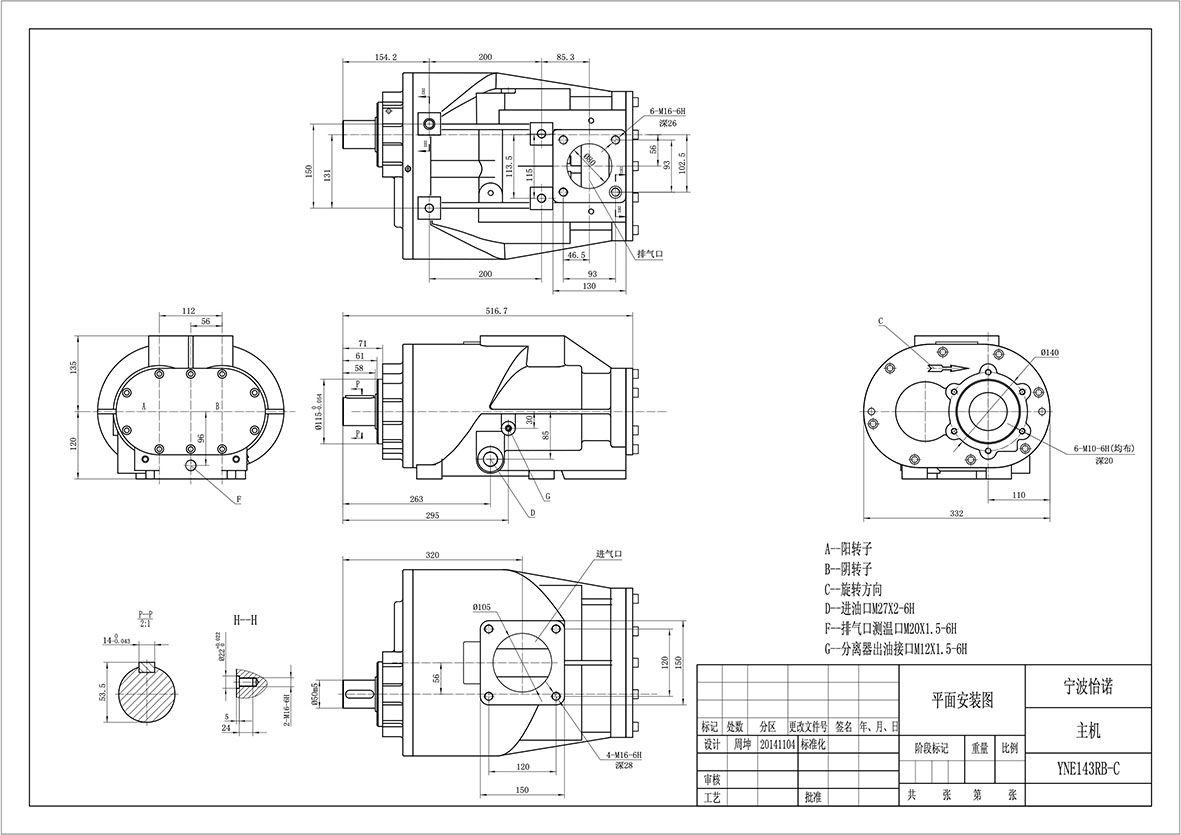 154.2
200
85.3
6-M16-6H
深26
150
131
113.5
115
Ø80
56
93
102.5
46.5
排气口
200
93
130
112
56
135
120
A
B
96
F
516.7
71
61
58
P
P
Ø115 0 -0.054
30
85
263
295
G
D
C
Ø140
6-M10-6H(均布)
深20
110
332
320
进气口
Ø105
56
Ø50m5
120
150
4-M16-6H
深28
120
150
P--P
2:1
14 0 -0.043
53.5
H--H
5
24
2-M16-6H
A--阳转子
B--阴转子
C--旋转方向
D--进油口M27X2-6H
F--排气口测温口M20X1.5-6H
G--分离器出油接口M12X1.5-6H
标记 处数 分区 更改文件号 签名 年、月、日
设计 周坤 20141104 标准化
审核
工艺 批准
平面安装图
阶段标记 重量 比例
共 张 第 张
宁波怡诺
主机
YNE143RB-C